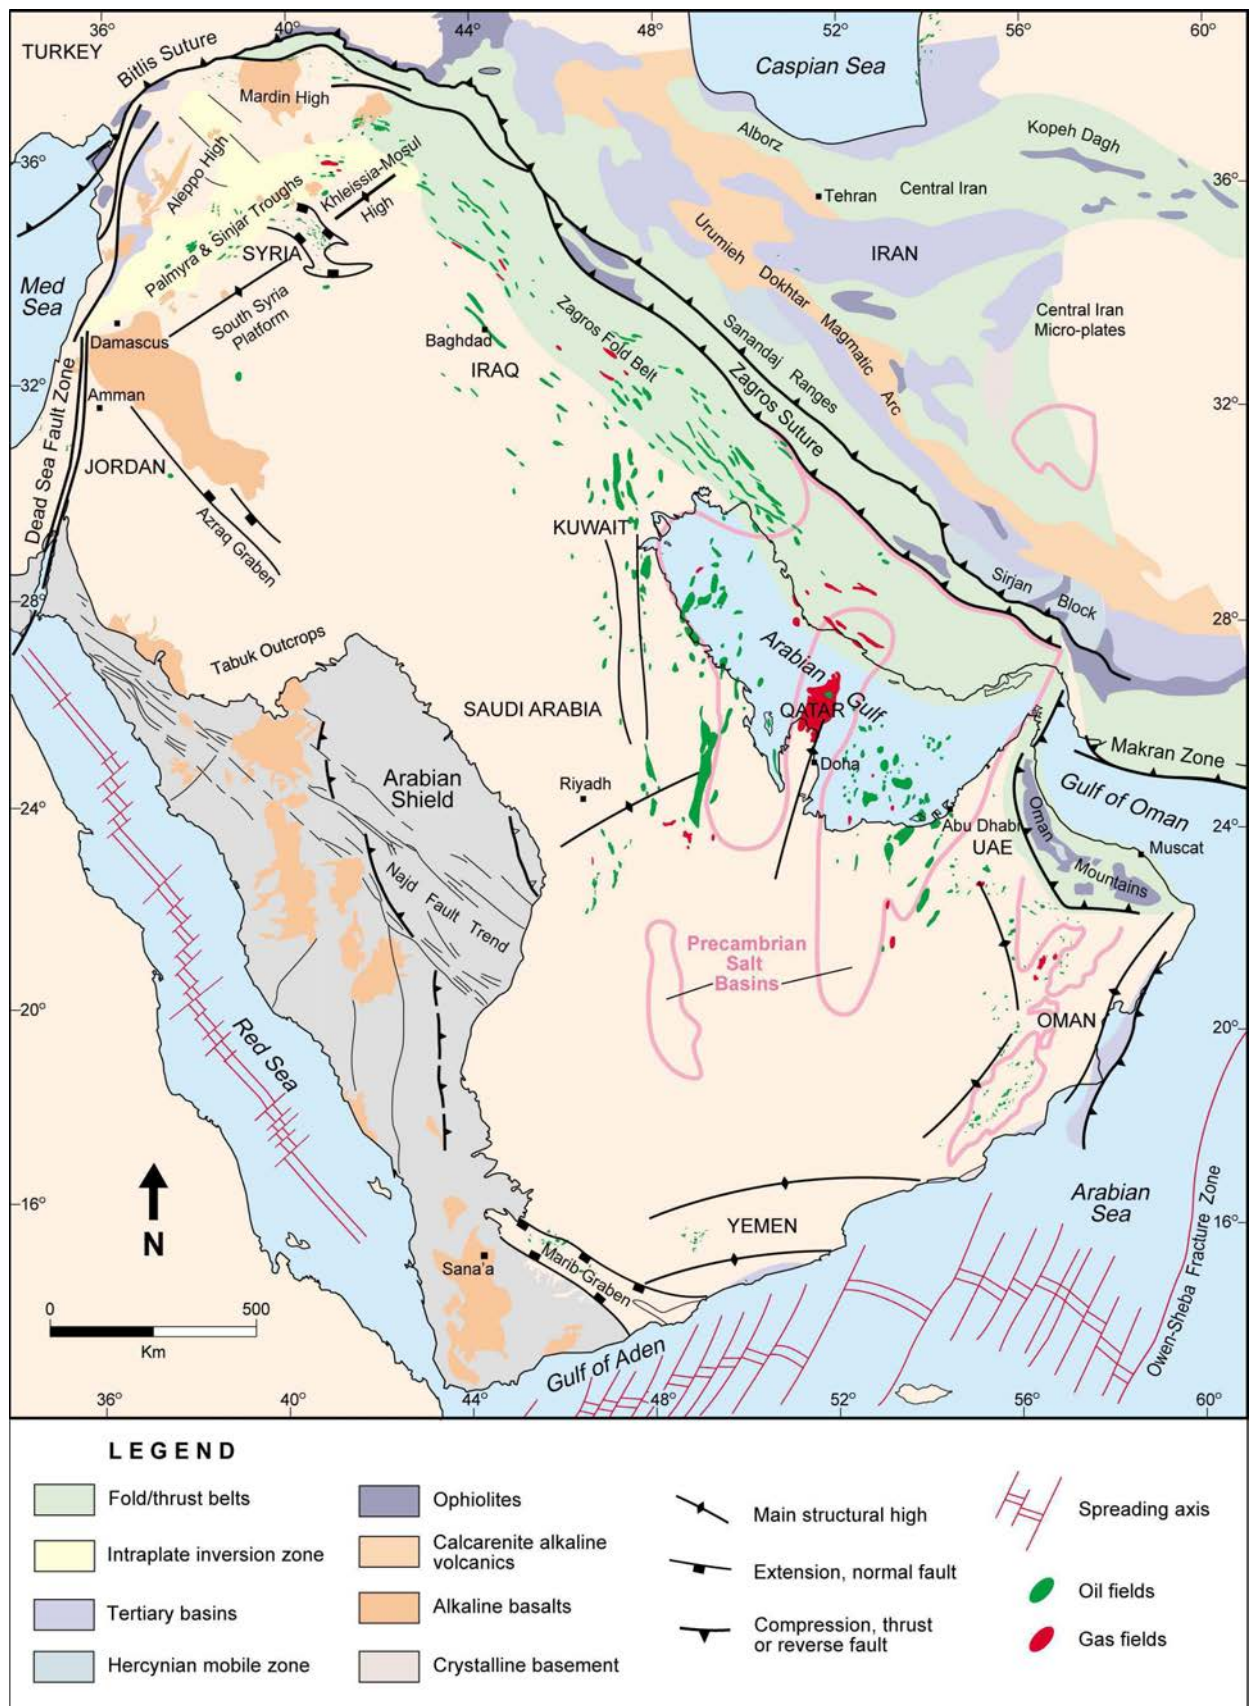 36° 40° 44° 48° 52° 56° 60°
TURKEY
Bitlis Suture
Caspian Sea
Mardin High
Alborz
Kopeh Dagh
36°
Aleppo High
Khleissia-Mosul
High
Central Iran
36°
Tehran
Palmyra & Sinjar Troughs
SYRIA
Urumieh Dokhtar Magmatic Arc
IRAN
Med
Sea
South Syria
Platform
Central Iran
Micro-plates
Damascus
Baghdad
IRAQ
Zagros Fold Belt
Sanandaj Ranges
Zagros Suture
32°
32°
Amman
Dead Sea Fault Zone
JORDAN
Azraq Graben
KUWAIT
Sirjan Block
28°
28°
Tabuk Outcrops
Arabian Gulf
SAUDI ARABIA
QATAR
Makran Zone
Arabian
Shield
Riyadh
Doha
Gulf of Oman
24°
24°
Abu Dhabi
UAE
Oman Mountains
Muscat
Najd Fault Trend
Precambrian
Salt
Basins
20°
20°
OMAN
Red Sea
16°
16°
N
YEMEN
Arabian
Sea
Owen-Sheba Fracture Zone
Sana'a
Marib Graben
0 500
Km
Gulf of Aden
36° 40° 44° 48° 52° 56° 60°
LEGEND
Fold/thrust belts
Intraplate inversion zone
Tertiary basins
Hercynian mobile zone
Ophiolites
Calcarenite alkaline
volcanics
Alkaline basalts
Crystalline basement
Main structural high
Extension, normal fault
Compression, thrust
or reverse fault
Spreading axis
Oil fields
Gas fields